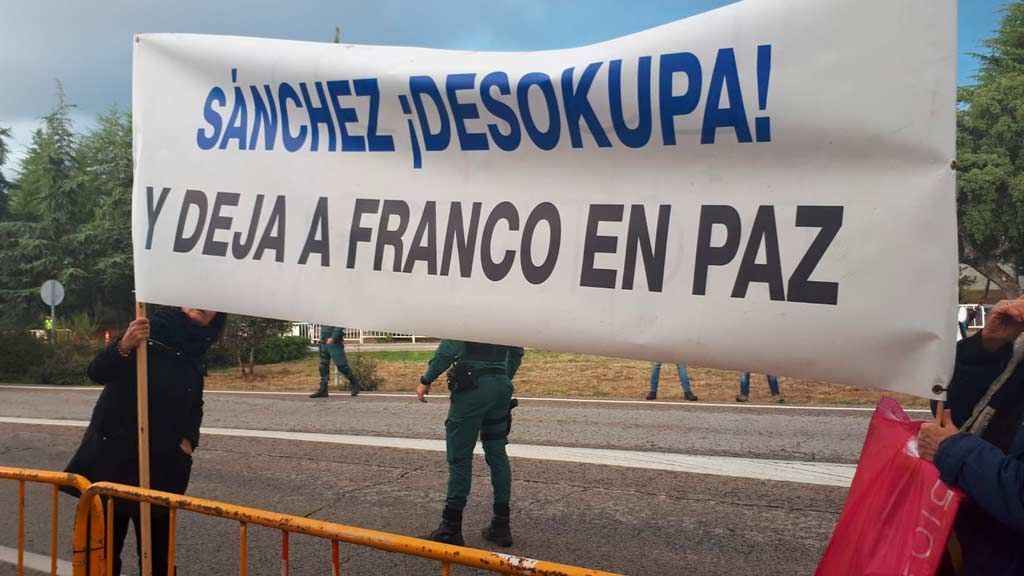 SÁNCHEZ ¡DESOKUPA!
Y DEJA A FRANCO EN PAZ